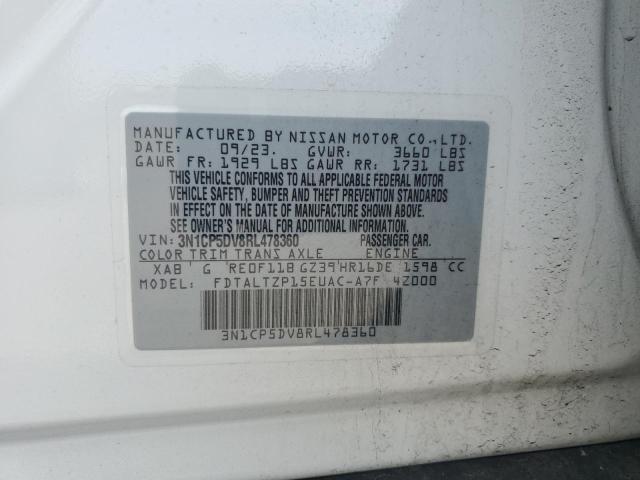 MANUFACTURED BY NISSAN MOTOR CO.,LTD.
DATE: 09/23. GVWR: 3660 LBS
GAWR FR: 1929 LBS GAWR RR: 1731 LBS
THIS VEHICLE CONFORMS TO ALL APPLICABLE FEDERAL MOTOR
VEHICLE SAFETY, BUMPER AND THEFT PREVENTION STANDARDS
IN EFFECT ON THE DATE OF MANUFACTURE SHOWN ABOVE.
SEE OWNER'S MANUAL FOR ADDITIONAL INFORMATION
VIN: 3N1CP5DV8RL478360 PASSENGER CAR.
COLOR TRIM TRANS AXLE ENGINE
XAB G RE0F11B GZ39 HR16DE 1598 CC
MODEL: FDTALTZP15EUAC-A7F 4Z000
3N1CP5DV8RL478360